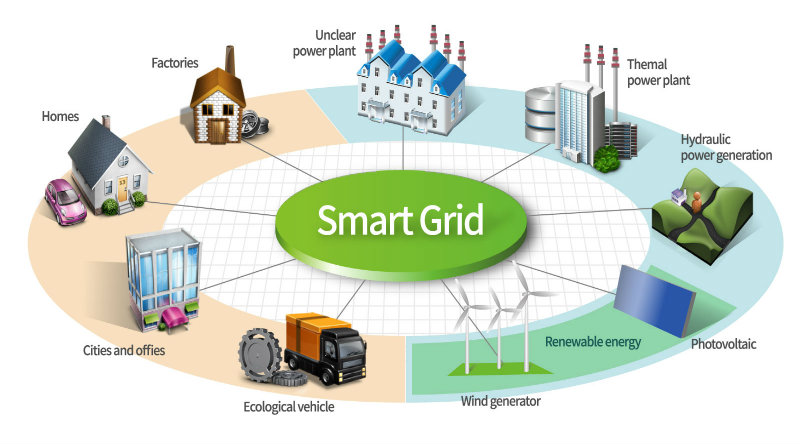 Unclear
power plant
Factories
Themal
power plant
Homes
Hydraulic
power generation
Smart Grid
Cities and offies
Renewable energy
Photovoltaic
Wind generator
Ecological vehicle